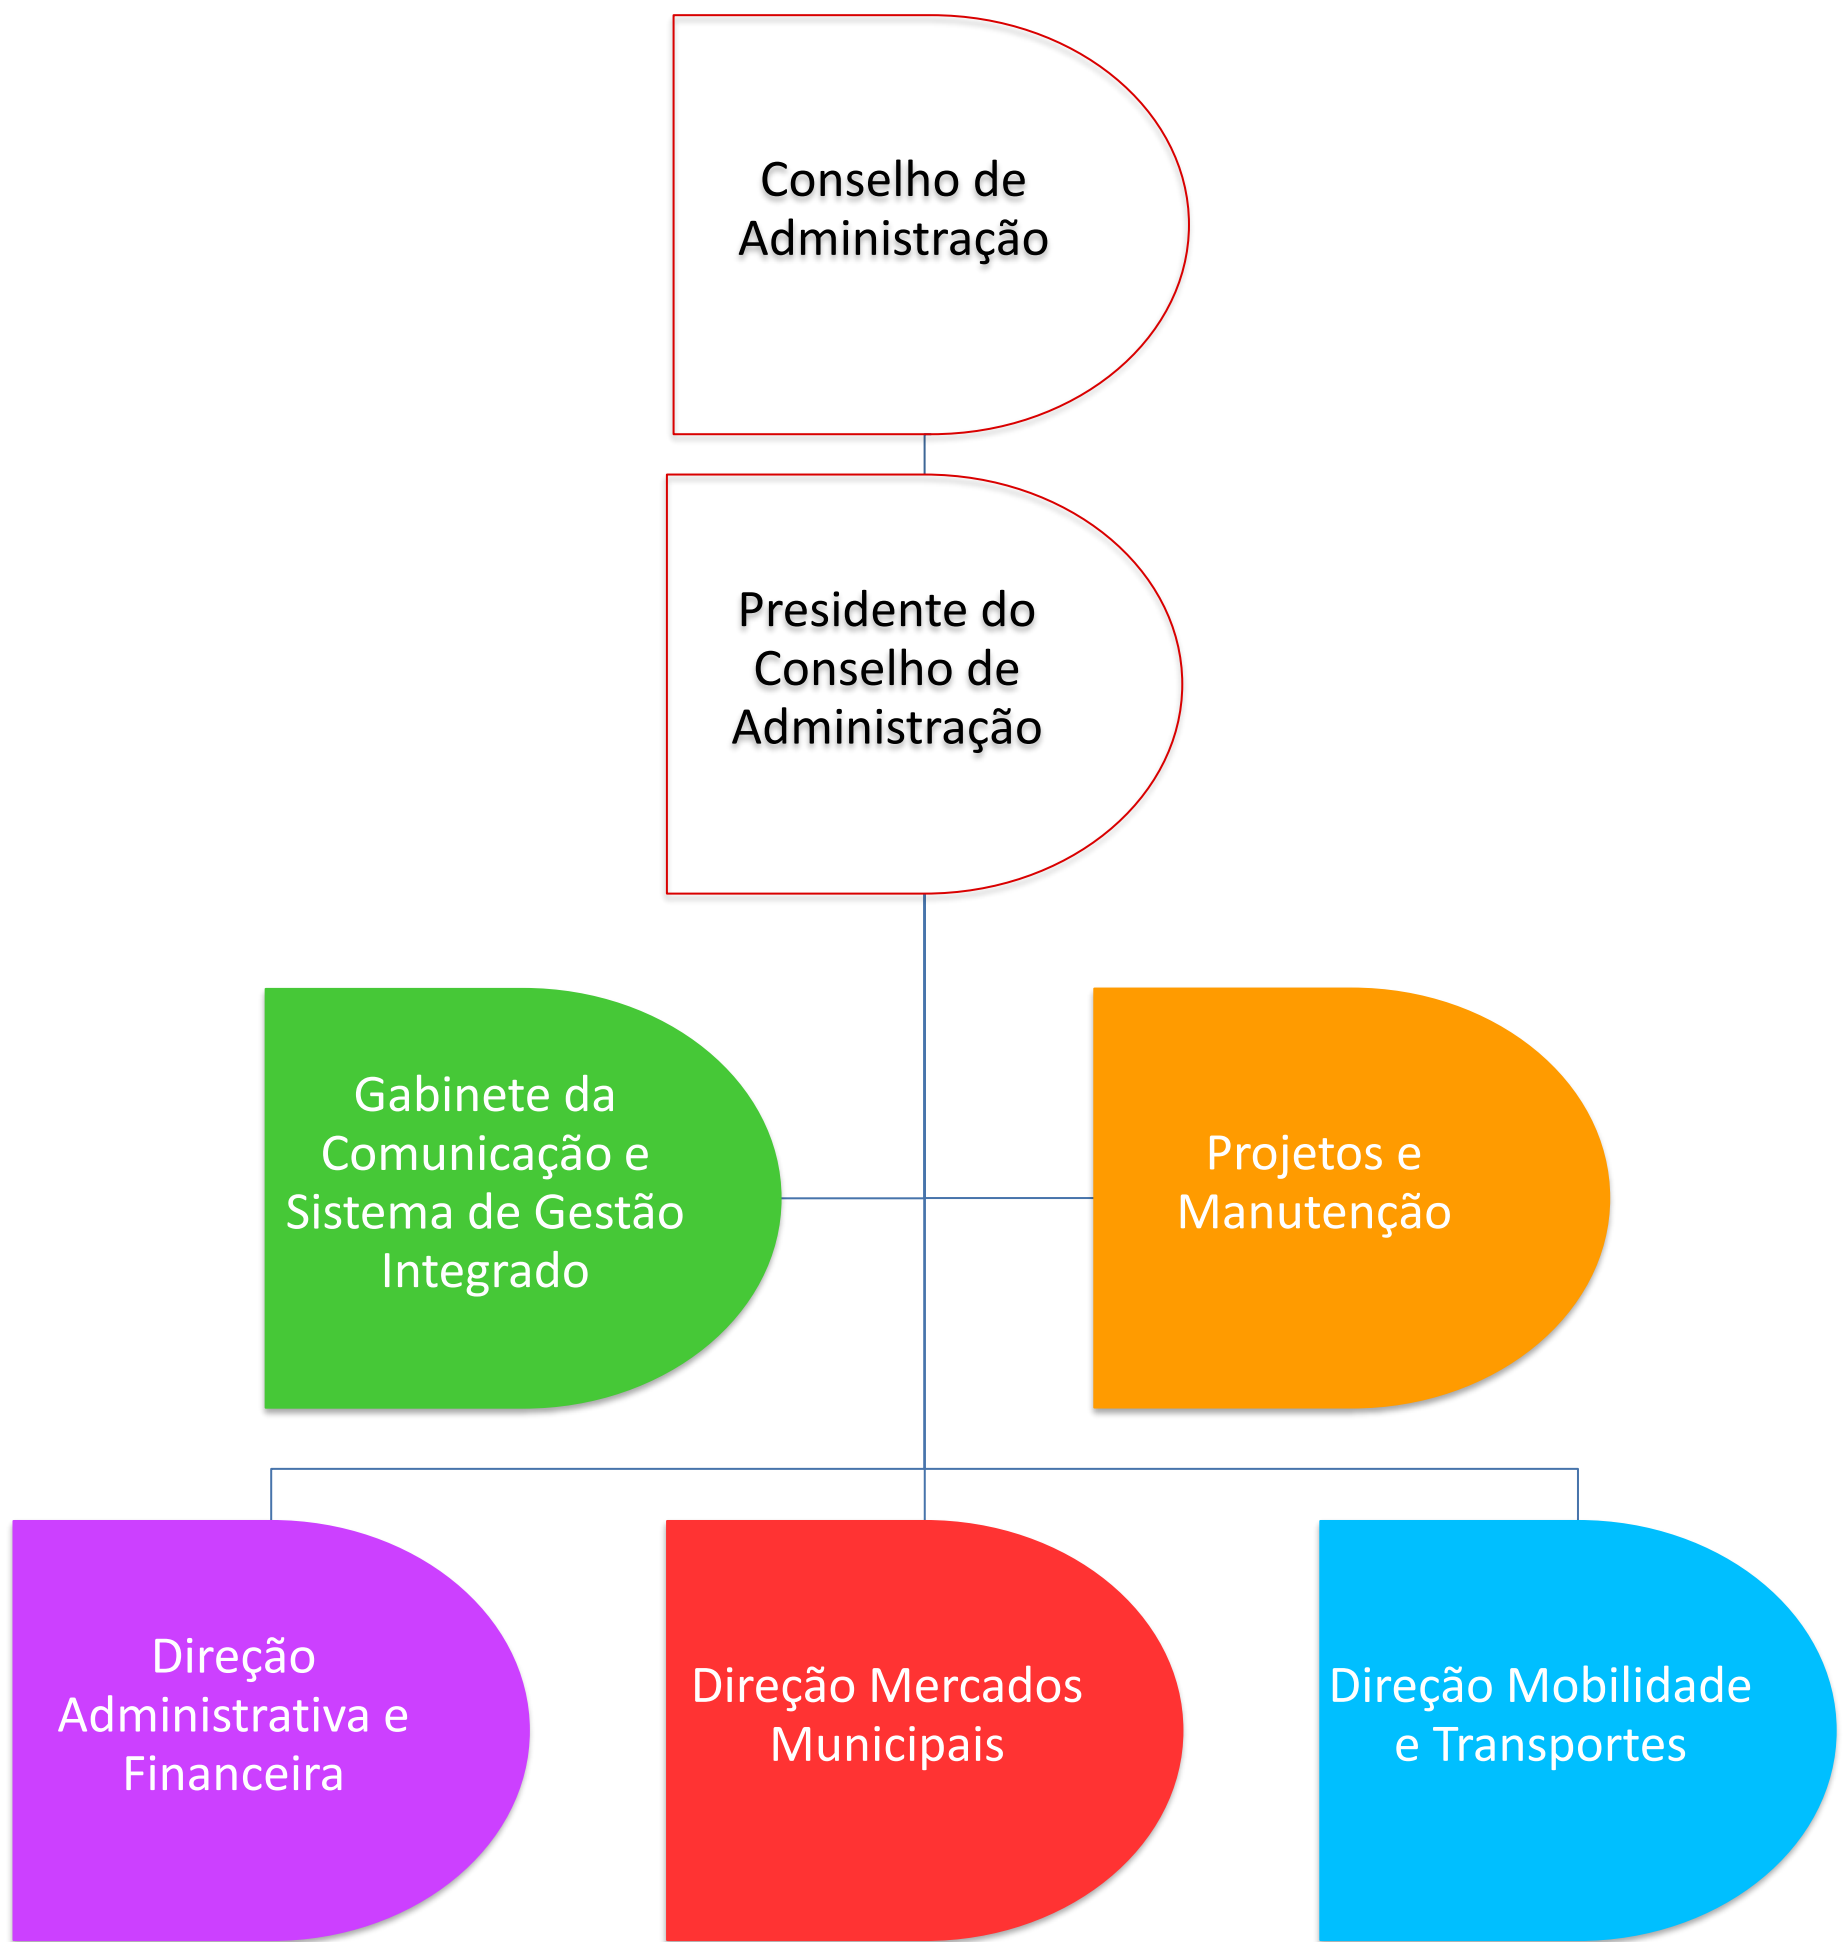 Conselho de
Administração
Presidente do
Conselho de
Administração
Gabinete da
Comunicação e
Sistema de Gestão
Integrado
Projetos e
Manutenção
Direção
Administrativa e
Financeira
Direção Mercados
Municipais
Direção Mobilidade
e Transportes